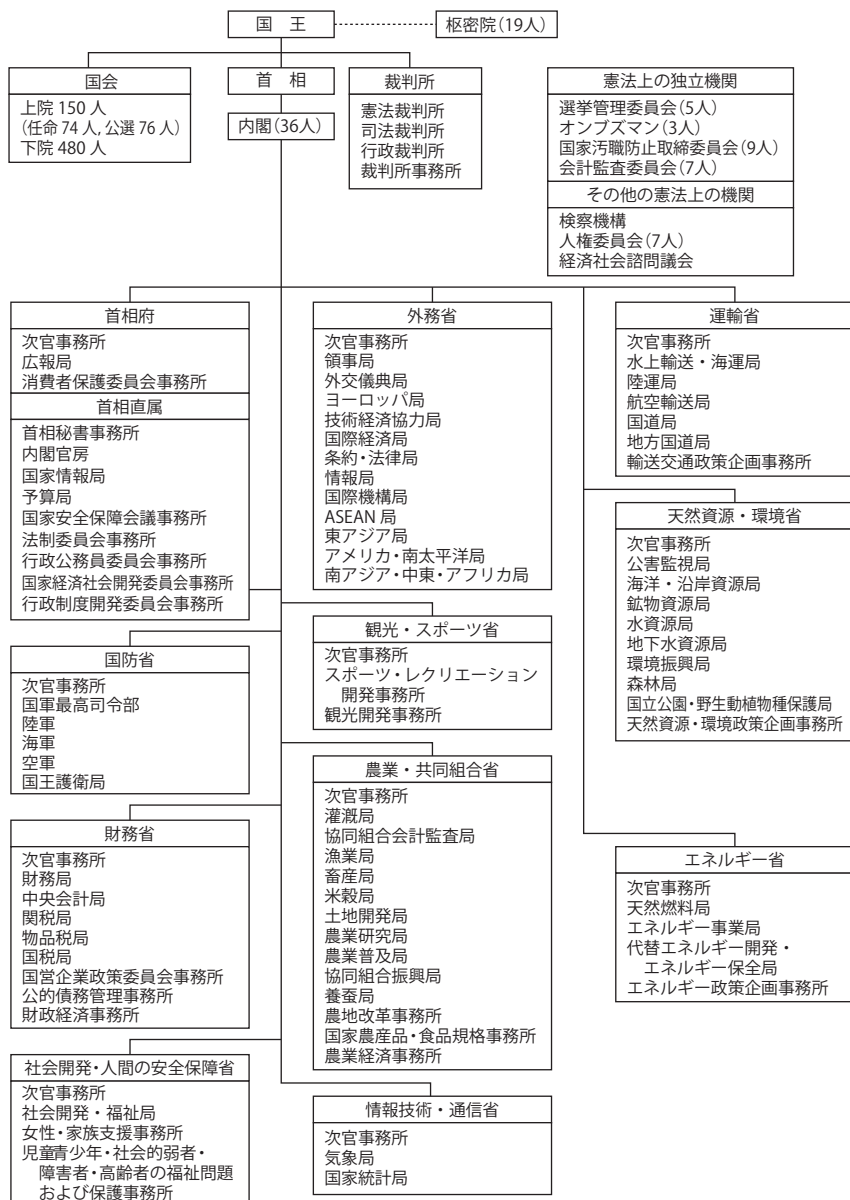 国　王
枢密院（19人）
国会
上院 150 人
（任命 74 人, 公選 76 人）
下院 480 人
首　相
内閣（36人）
裁判所
憲法裁判所
司法裁判所
行政裁判所
裁判所事務所
憲法上の独立機関
選挙管理委員会（5人）
オンブズマン（3人）
国家汚職防止取締委員会（9人）
会計監査委員会（7人）
その他の憲法上の機関
検察機構
人権委員会（7人）
経済社会諮問議会
首相府
次官事務所
広報局
消費者保護委員会事務所
首相直属
首相秘書事務所
内閣官房
国家情報局
予算局
国家安全保障会議事務所
法制委員会事務所
行政公務員委員会事務所
国家経済社会開発委員会事務所
行政制度開発委員会事務所
国防省
次官事務所
国軍最高司令部
陸軍
海軍
空軍
国王護衛局
財務省
次官事務所
財務局
中央会計局
関税局
物品税局
国税局
国営企業政策委員会事務所
公的債務管理事務所
財政経済事務所
社会開発・人間の安全保障省
次官事務所
社会開発・福祉局
女性・家族支援事務所
児童青少年・社会的弱者・
障害者・高齢者の福祉問題
および保護事務所
外務省
次官事務所
領事局
外交儀典局
ヨーロッパ局
技術経済協力局
国際経済局
条約・法律局
情報局
国際機構局
ASEAN 局
東アジア局
アメリカ・南太平洋局
南アジア・中東・アフリカ局
観光・スポーツ省
次官事務所
スポーツ・レクリエーション
開発事務所
観光開発事務所
農業・共同組合省
次官事務所
灌漑局
協同組合会計監査局
漁業局
畜産局
米穀局
土地開発局
農業研究局
農業普及局
協同組合振興局
養蚕局
農地改革事務所
国家農産品・食品規格事務所
農業経済事務所
情報技術・通信省
次官事務所
気象局
国家統計局
運輸省
次官事務所
水上輸送・海運局
陸運局
航空輸送局
国道局
地方国道局
輸送交通政策企画事務所
天然資源・環境省
次官事務所
公害監視局
海洋・沿岸資源局
鉱物資源局
水資源局
地下水資源局
環境振興局
森林局
国立公園・野生動植物種保護局
天然資源・環境政策企画事務所
エネルギー省
次官事務所
天然燃料局
エネルギー事業局
代替エネルギー開発・
エネルギー保全局
エネルギー政策企画事務所